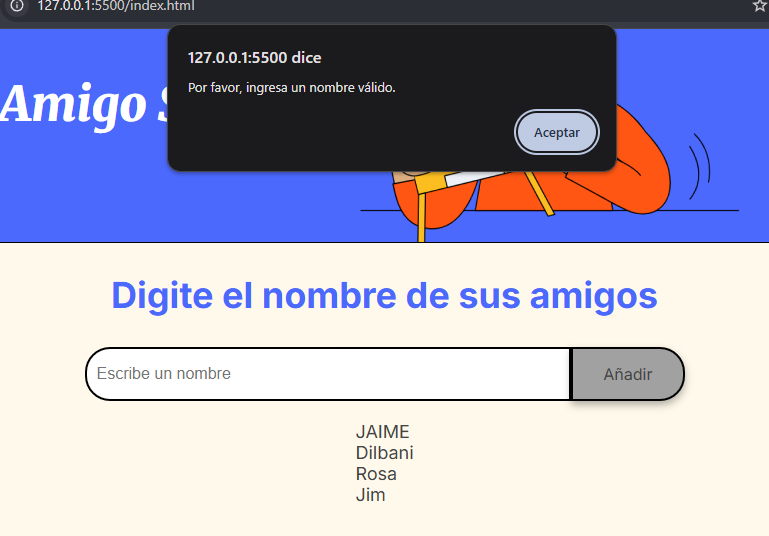 127.0.0.1:5500/index.html
127.0.0.1:5500 dice
Por favor, ingresa un nombre válido.
Aceptar
Amigo
Digite el nombre de sus amigos
Escribe un nombre
Añadir
JAIME
Dilbani
Rosa
Jim